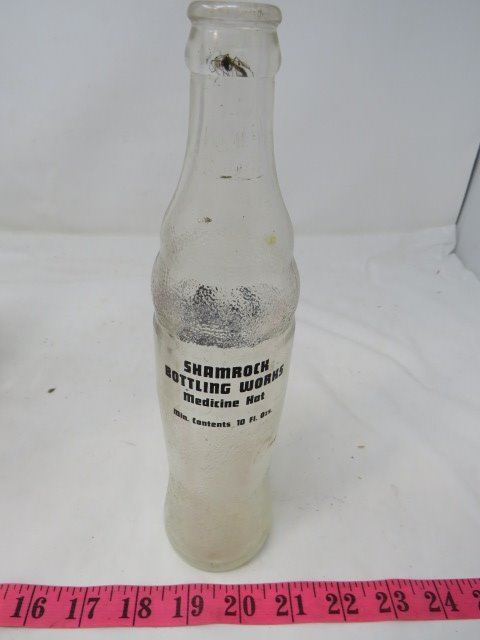 SHAMROCK
BOTTLING WORKS
Medicine Hat
Min. Contents 10 Fl. Ozs.
16 17 18 19 20 21 22 23 24